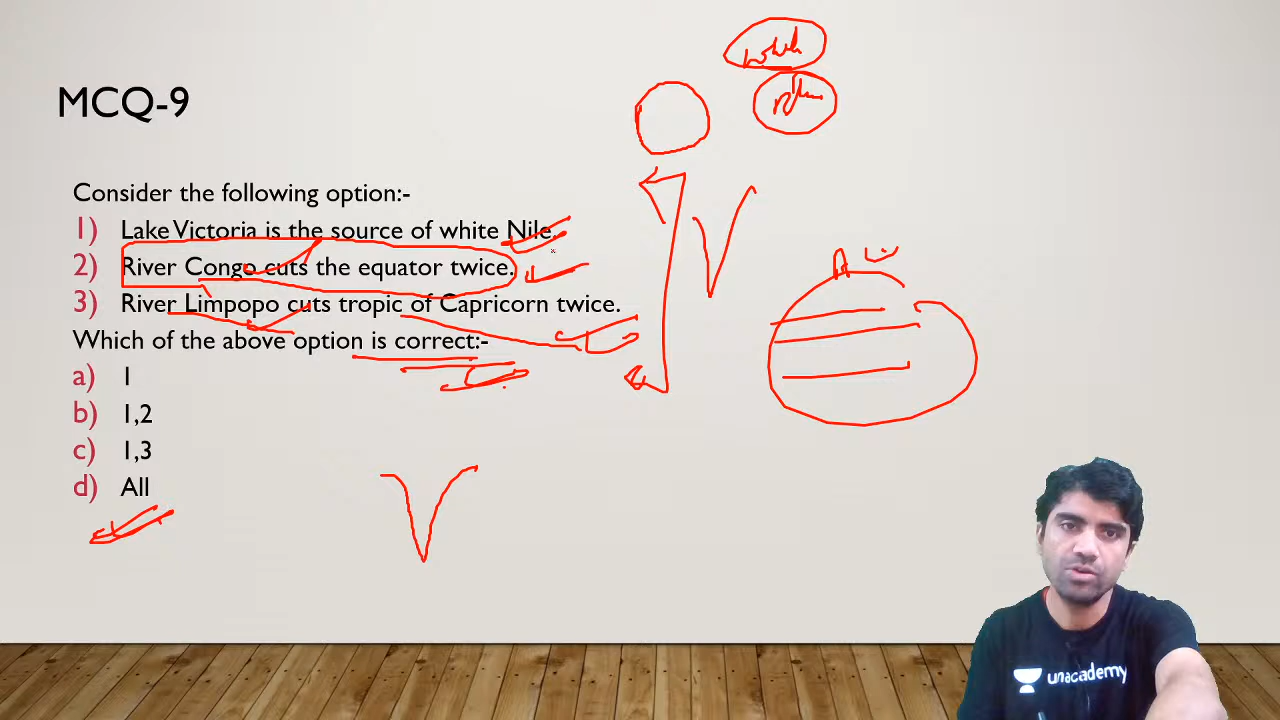 MCQ-9
Consider the following option:-
1) Lake Victoria is the source of white Nile.
2) River Congo cuts the equator twice.
3) River Limpopo cuts tropic of Capricorn twice.
Which of the above option is correct:-
a) 1
b) 1,2
c) 1,3
d) All
unacademy